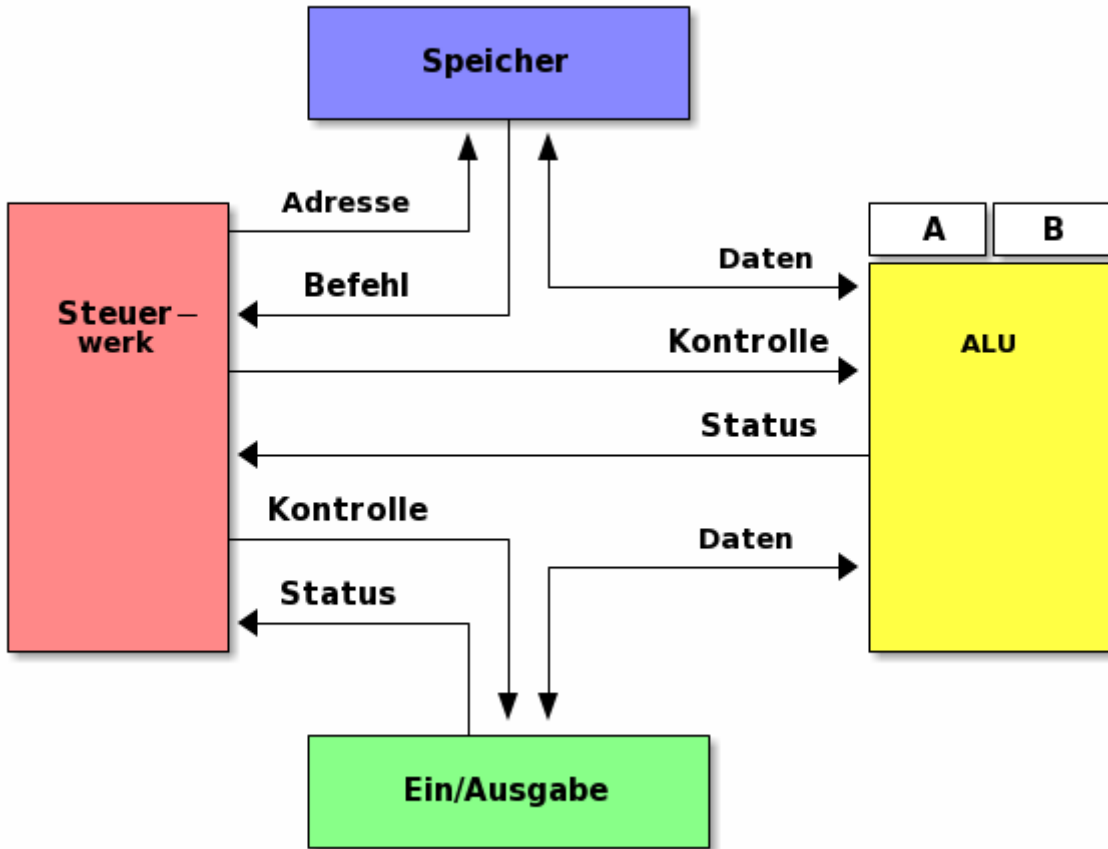 Speicher
Adresse
A
B
Daten
Befehl
Steuer–
werk
Kontrolle
ALU
Status
Kontrolle
Daten
Status
Ein/Ausgabe